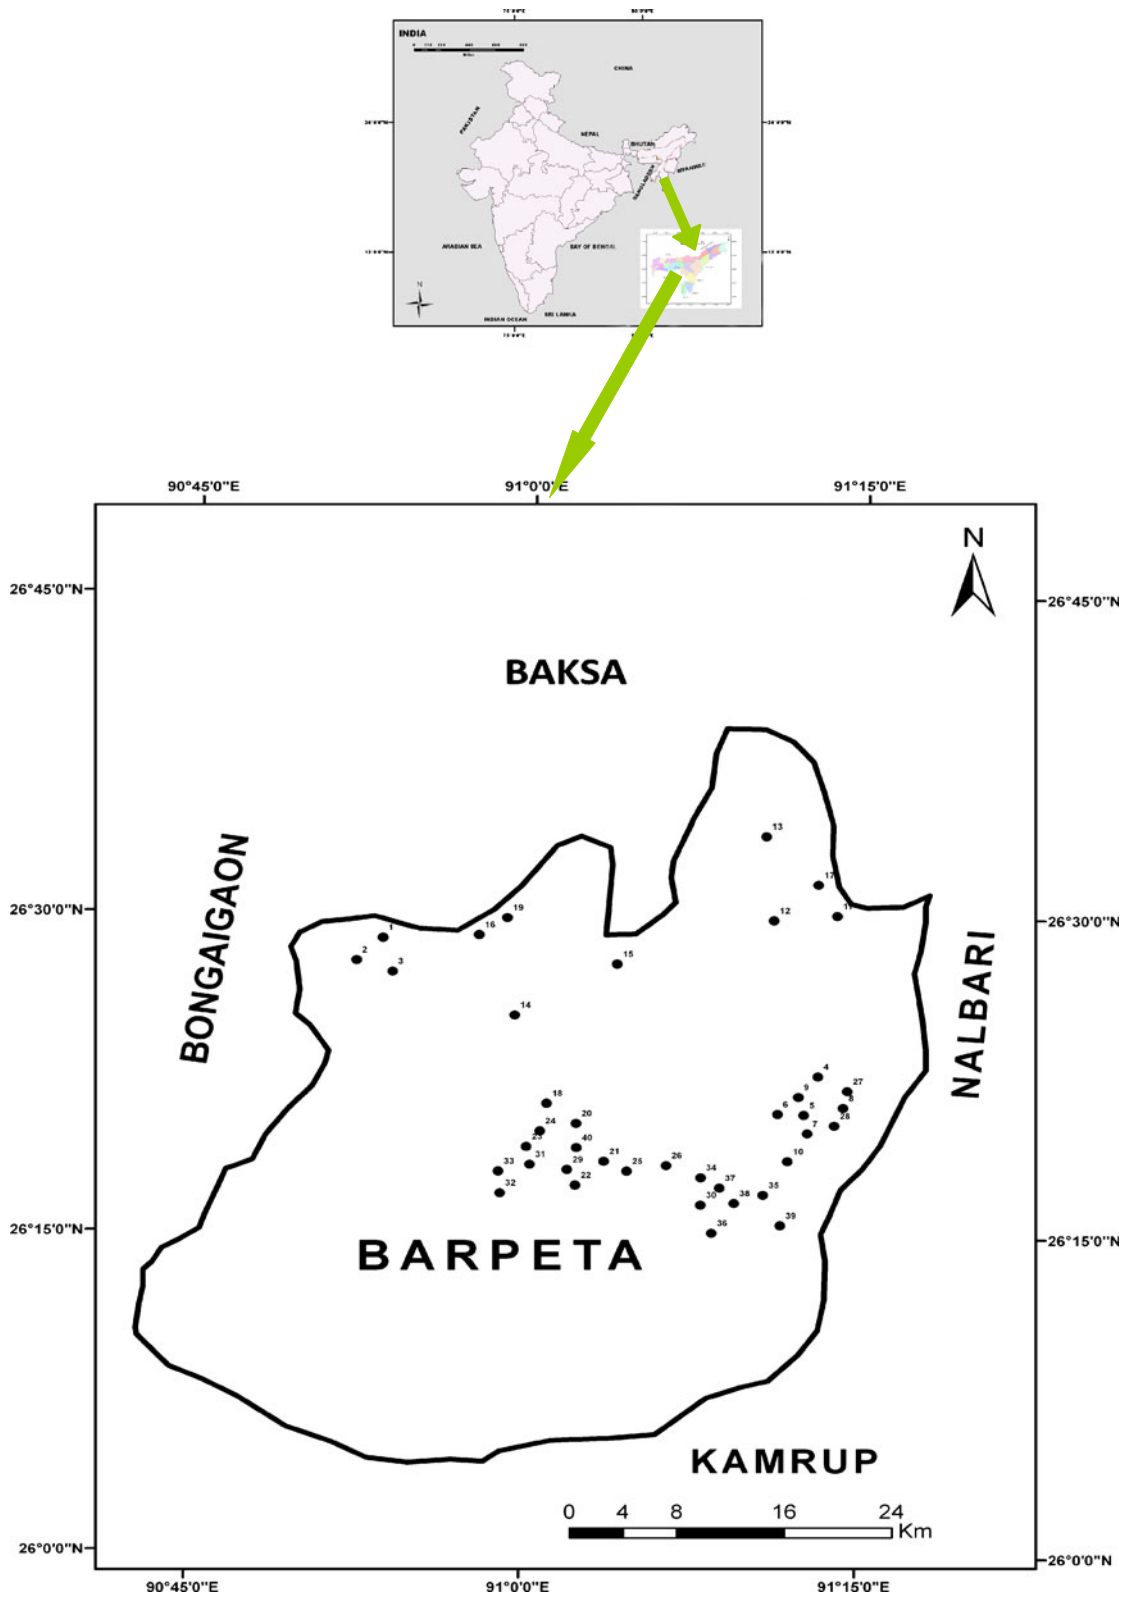 INDIA
CHINA
PAKISTAN
NEPAL
BHUTAN
BANGLADESH
MYANMAR
ARABIAN SEA
BAY OF BENGAL
N
SRI LANKA
INDIAN OCEAN
90°45'0"E 91°0'0"E 91°15'0"E
N
26°45'0"N
26°45'0"N
BAKSA
13
BONGAIGAON
17
26°30'0"N
19
12
11
26°30'0"N
1
16
2
3
15
NALBARI
14
4
27
9
8
18
6
5
20
28
24
7
23
40
31
29
21
10
33
25
26
22
34
32
37
35
30
38
36
39
26°15'0"N
26°15'0"N
BARPETA
KAMRUP
0 4 8 16 24
Km
26°0'0"N
26°0'0"N
90°45'0"E 91°0'0"E 91°15'0"E